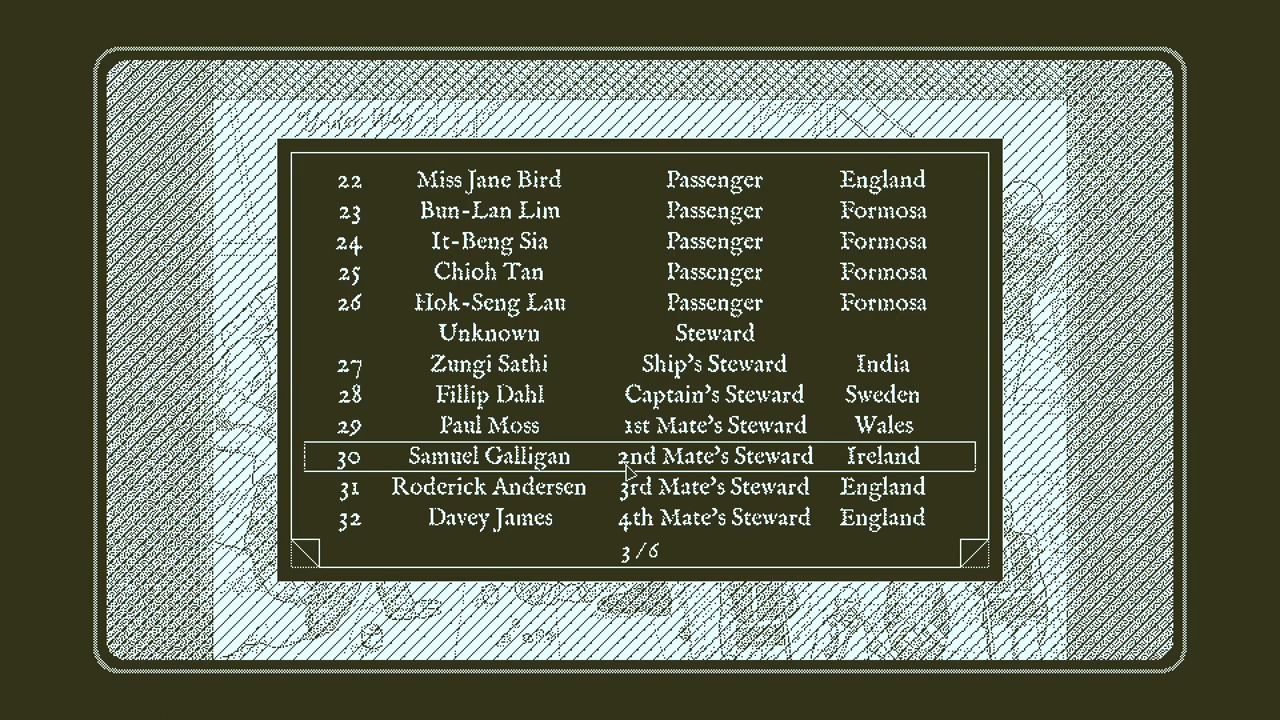 Under Way
22 Miss Jane Bird Passenger England
23 Bun-Lan Lim Passenger Formosa
24 It-Beng Sia Passenger Formosa
25 Chioh Tan Passenger Formosa
26 Hok-Seng Lau Passenger Formosa
Unknown Steward
27 Zungi Sathi Ship's Steward India
28 Fillip Dahl Captain's Steward Sweden
29 Paul Moss 1st Mate's Steward Wales
30 Samuel Galligan 2nd Mate's Steward Ireland
31 Roderick Andersen 3rd Mate's Steward England
32 Davey James 4th Mate's Steward England
3/6